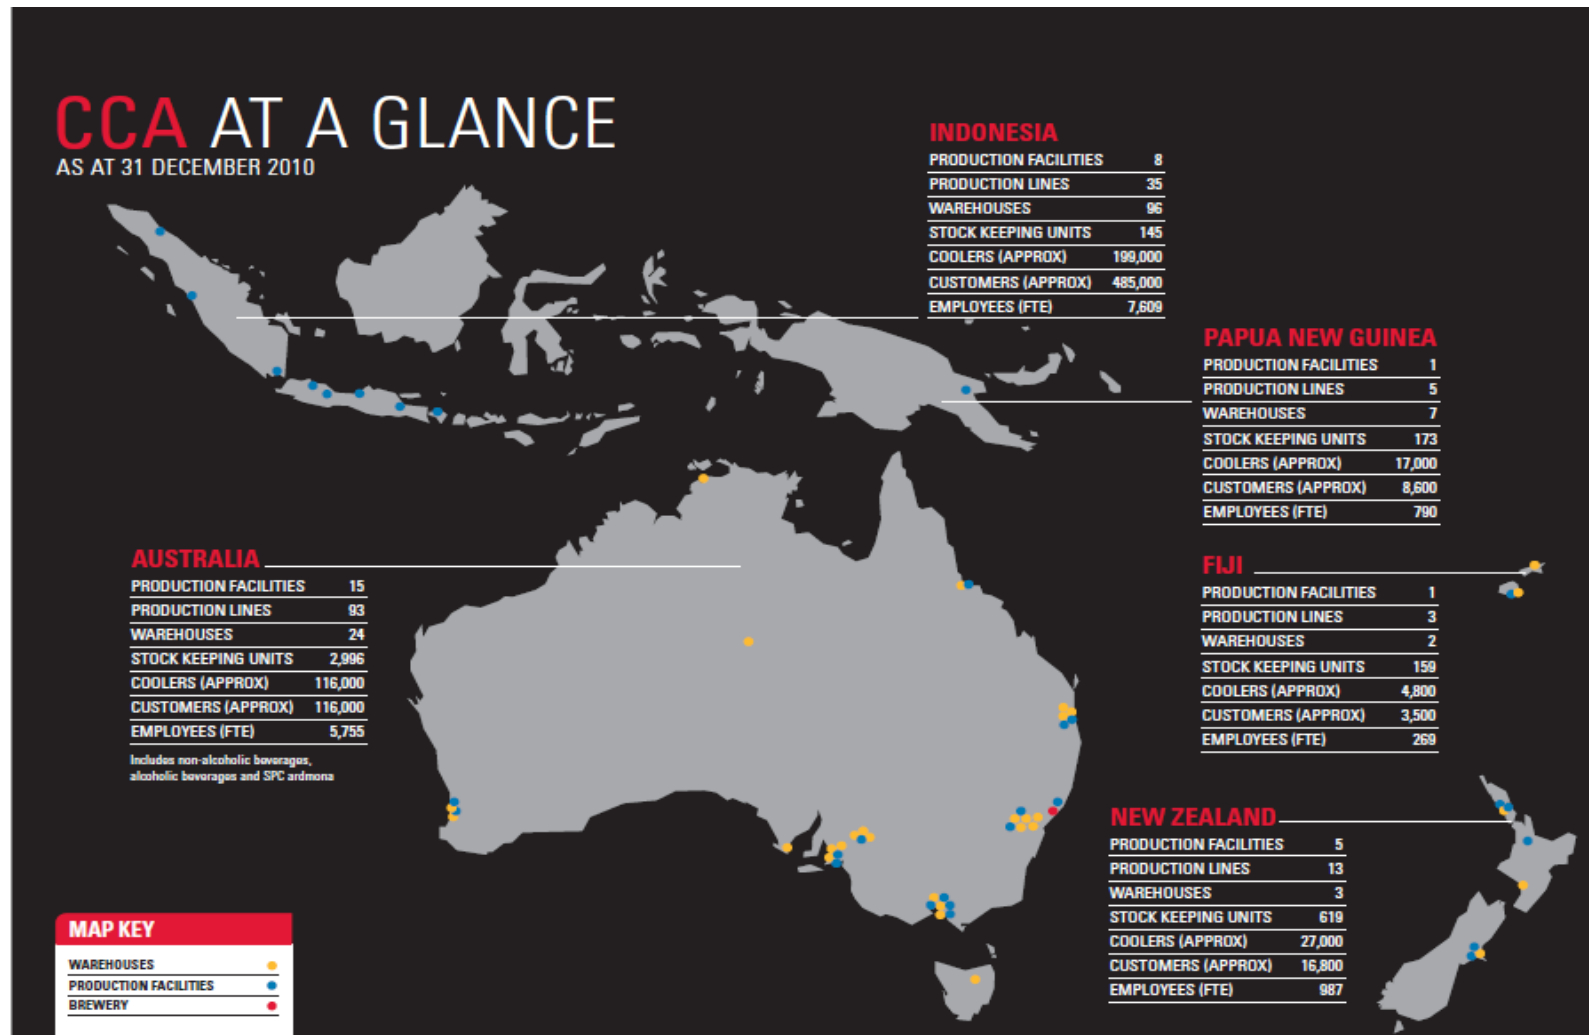 CCA AT A GLANCE
AS AT 31 DECEMBER 2010
INDONESIA
PRODUCTION FACILITIES 8
PRODUCTION LINES 35
WAREHOUSES 96
STOCK KEEPING UNITS 145
COOLERS (APPROX) 199,000
CUSTOMERS (APPROX) 485,000
EMPLOYEES (FTE) 7,609
PAPUA NEW GUINEA
PRODUCTION FACILITIES 1
PRODUCTION LINES 5
WAREHOUSES 7
STOCK KEEPING UNITS 173
COOLERS (APPROX) 17,000
CUSTOMERS (APPROX) 8,600
EMPLOYEES (FTE) 790
AUSTRALIA
PRODUCTION FACILITIES 15
PRODUCTION LINES 93
WAREHOUSES 24
STOCK KEEPING UNITS 2,996
COOLERS (APPROX) 116,000
CUSTOMERS (APPROX) 116,000
EMPLOYEES (FTE) 5,755
Includes non-alcoholic beverages,
alcoholic beverages and SPC ardmona
FIJI
PRODUCTION FACILITIES 1
PRODUCTION LINES 3
WAREHOUSES 2
STOCK KEEPING UNITS 159
COOLERS (APPROX) 4,800
CUSTOMERS (APPROX) 3,500
EMPLOYEES (FTE) 269
NEW ZEALAND
PRODUCTION FACILITIES 5
PRODUCTION LINES 13
WAREHOUSES 3
STOCK KEEPING UNITS 619
COOLERS (APPROX) 27,000
CUSTOMERS (APPROX) 16,800
EMPLOYEES (FTE) 987
MAP KEY
WAREHOUSES
PRODUCTION FACILITIES
BREWERY